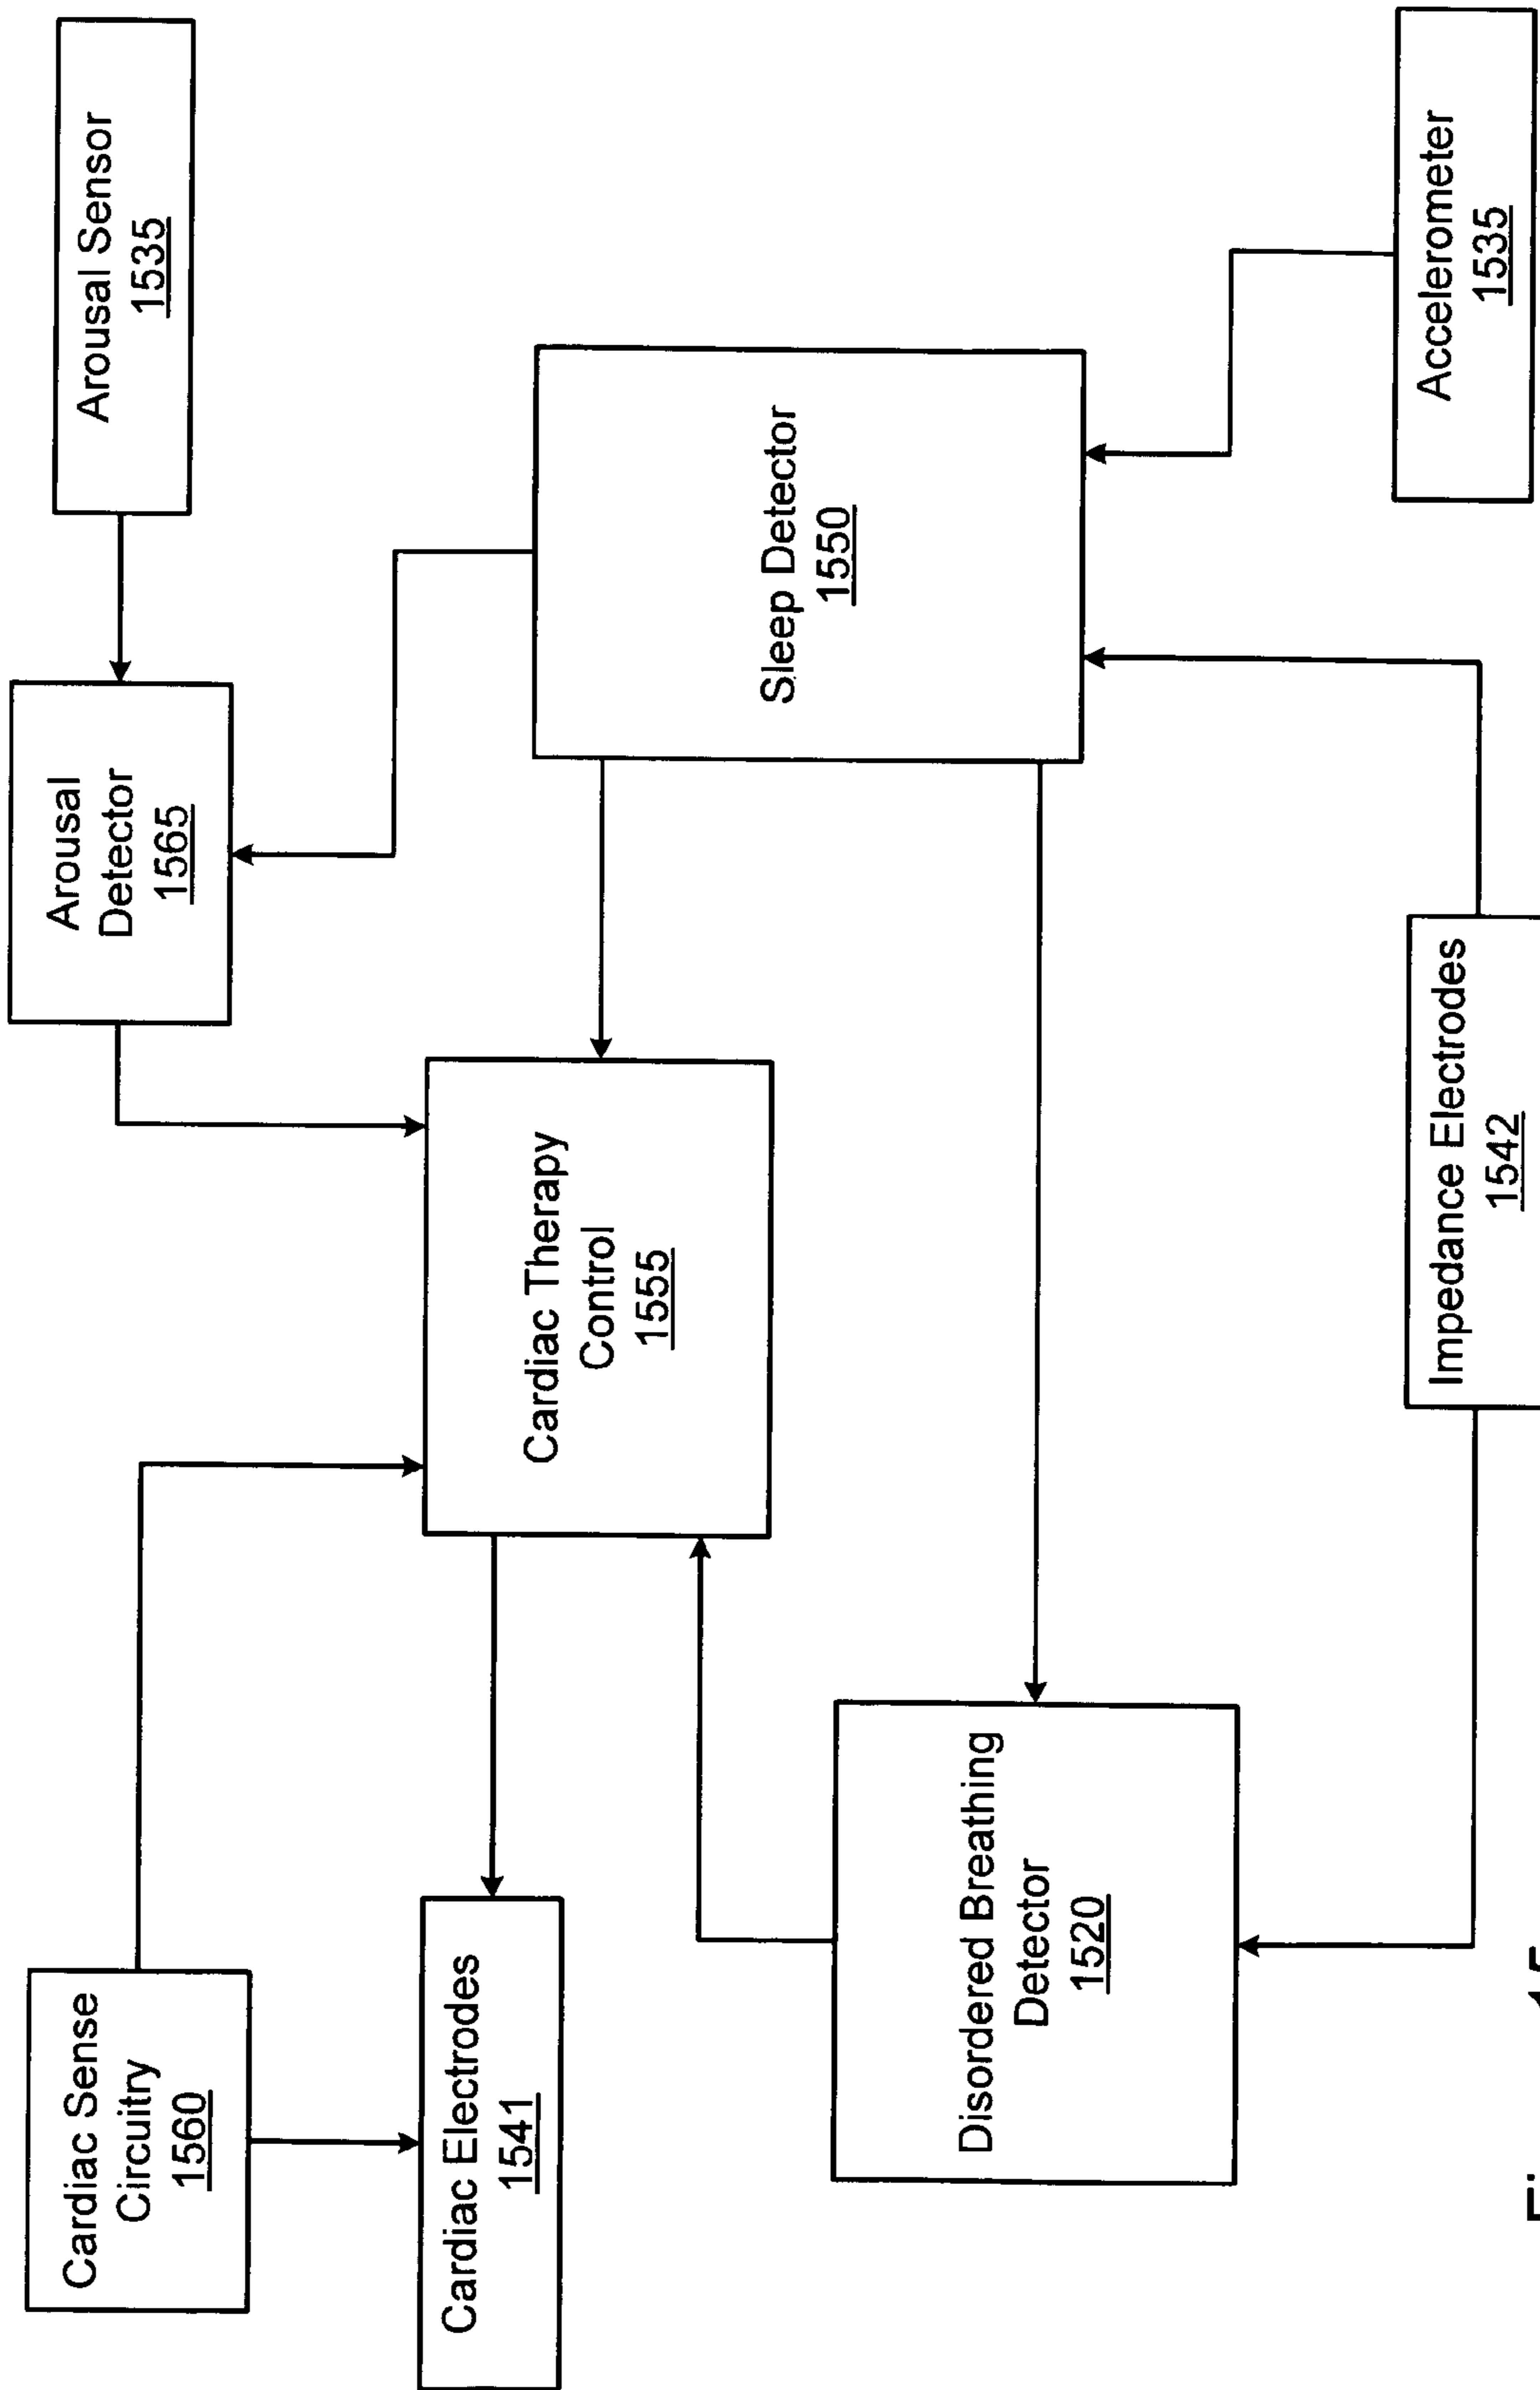 Cardiac Sense
Circuitry
1560
Arousal
Detector
1565
Arousal Sensor
1535
Cardiac Electrodes
1541
Cardiac Therapy
Control
1555
Sleep Detector
1550
Disordered Breathing
Detector
1520
Impedance Electrodes
1542
Accelerometer
1535